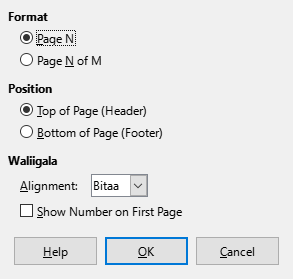 Format
Page N
Page N of M
Position
Top of Page (Header)
Bottom of Page (Footer)
Waliigala
Alignment: Bitaa
Show Number on First Page
Help OK Cancel